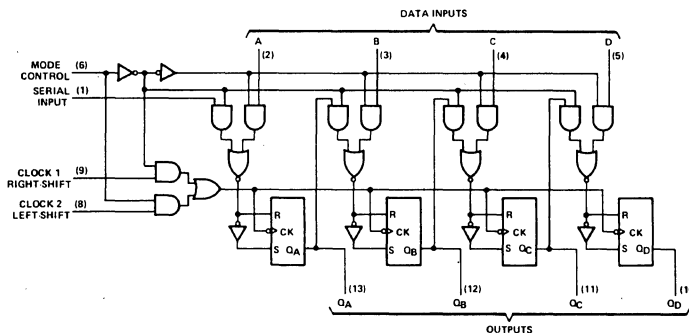 DATA INPUTS
A B C D
(2) (3) (4) (5)
MODE CONTROL (6)
SERIAL INPUT (1)
CLOCK 1 RIGHT-SHIFT (9)
CLOCK 2 LEFT-SHIFT (8)
R R R R
CK CK CK CK
S QA S QB S QC S QD
(13) (12) (11) (1
QA QB QC QD
OUTPUTS